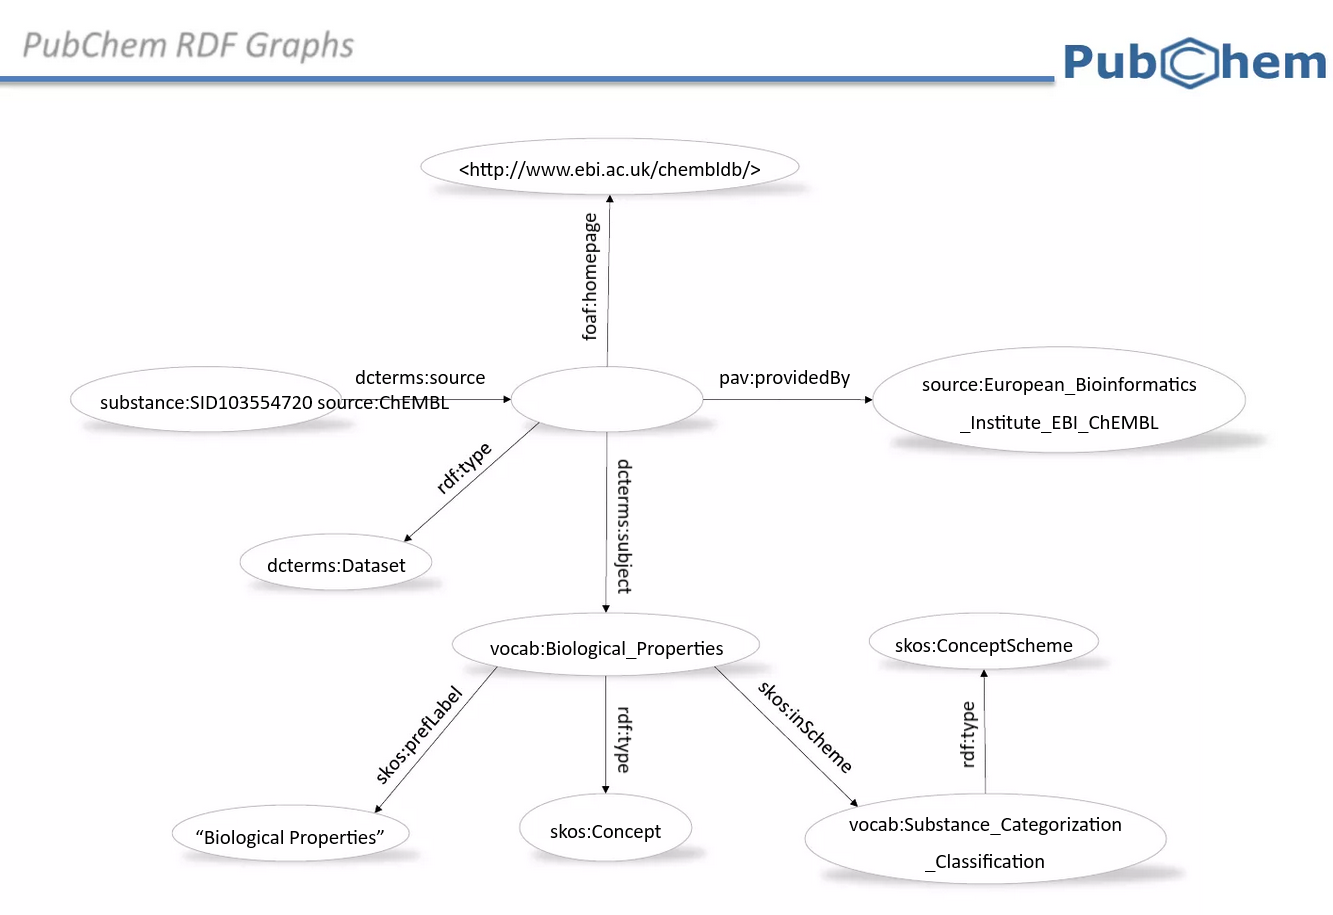 PubChem RDF Graphs
PubChem
<http://www.ebi.ac.uk/chembldb/>
foaf:homepage
dcterms:source
pav:providedBy
substance:SID103554720 source:ChEMBL
source:European_Bioinformatics
_Institute_EBI_ChEMBL
rdf:type
dcterms:subject
dcterms:Dataset
vocab:Biological_Properties
skos:ConceptScheme
skos:prefLabel
rdf:type
skos:inScheme
rdf:type
“Biological Properties”
skos:Concept
vocab:Substance_Categorization
_Classification